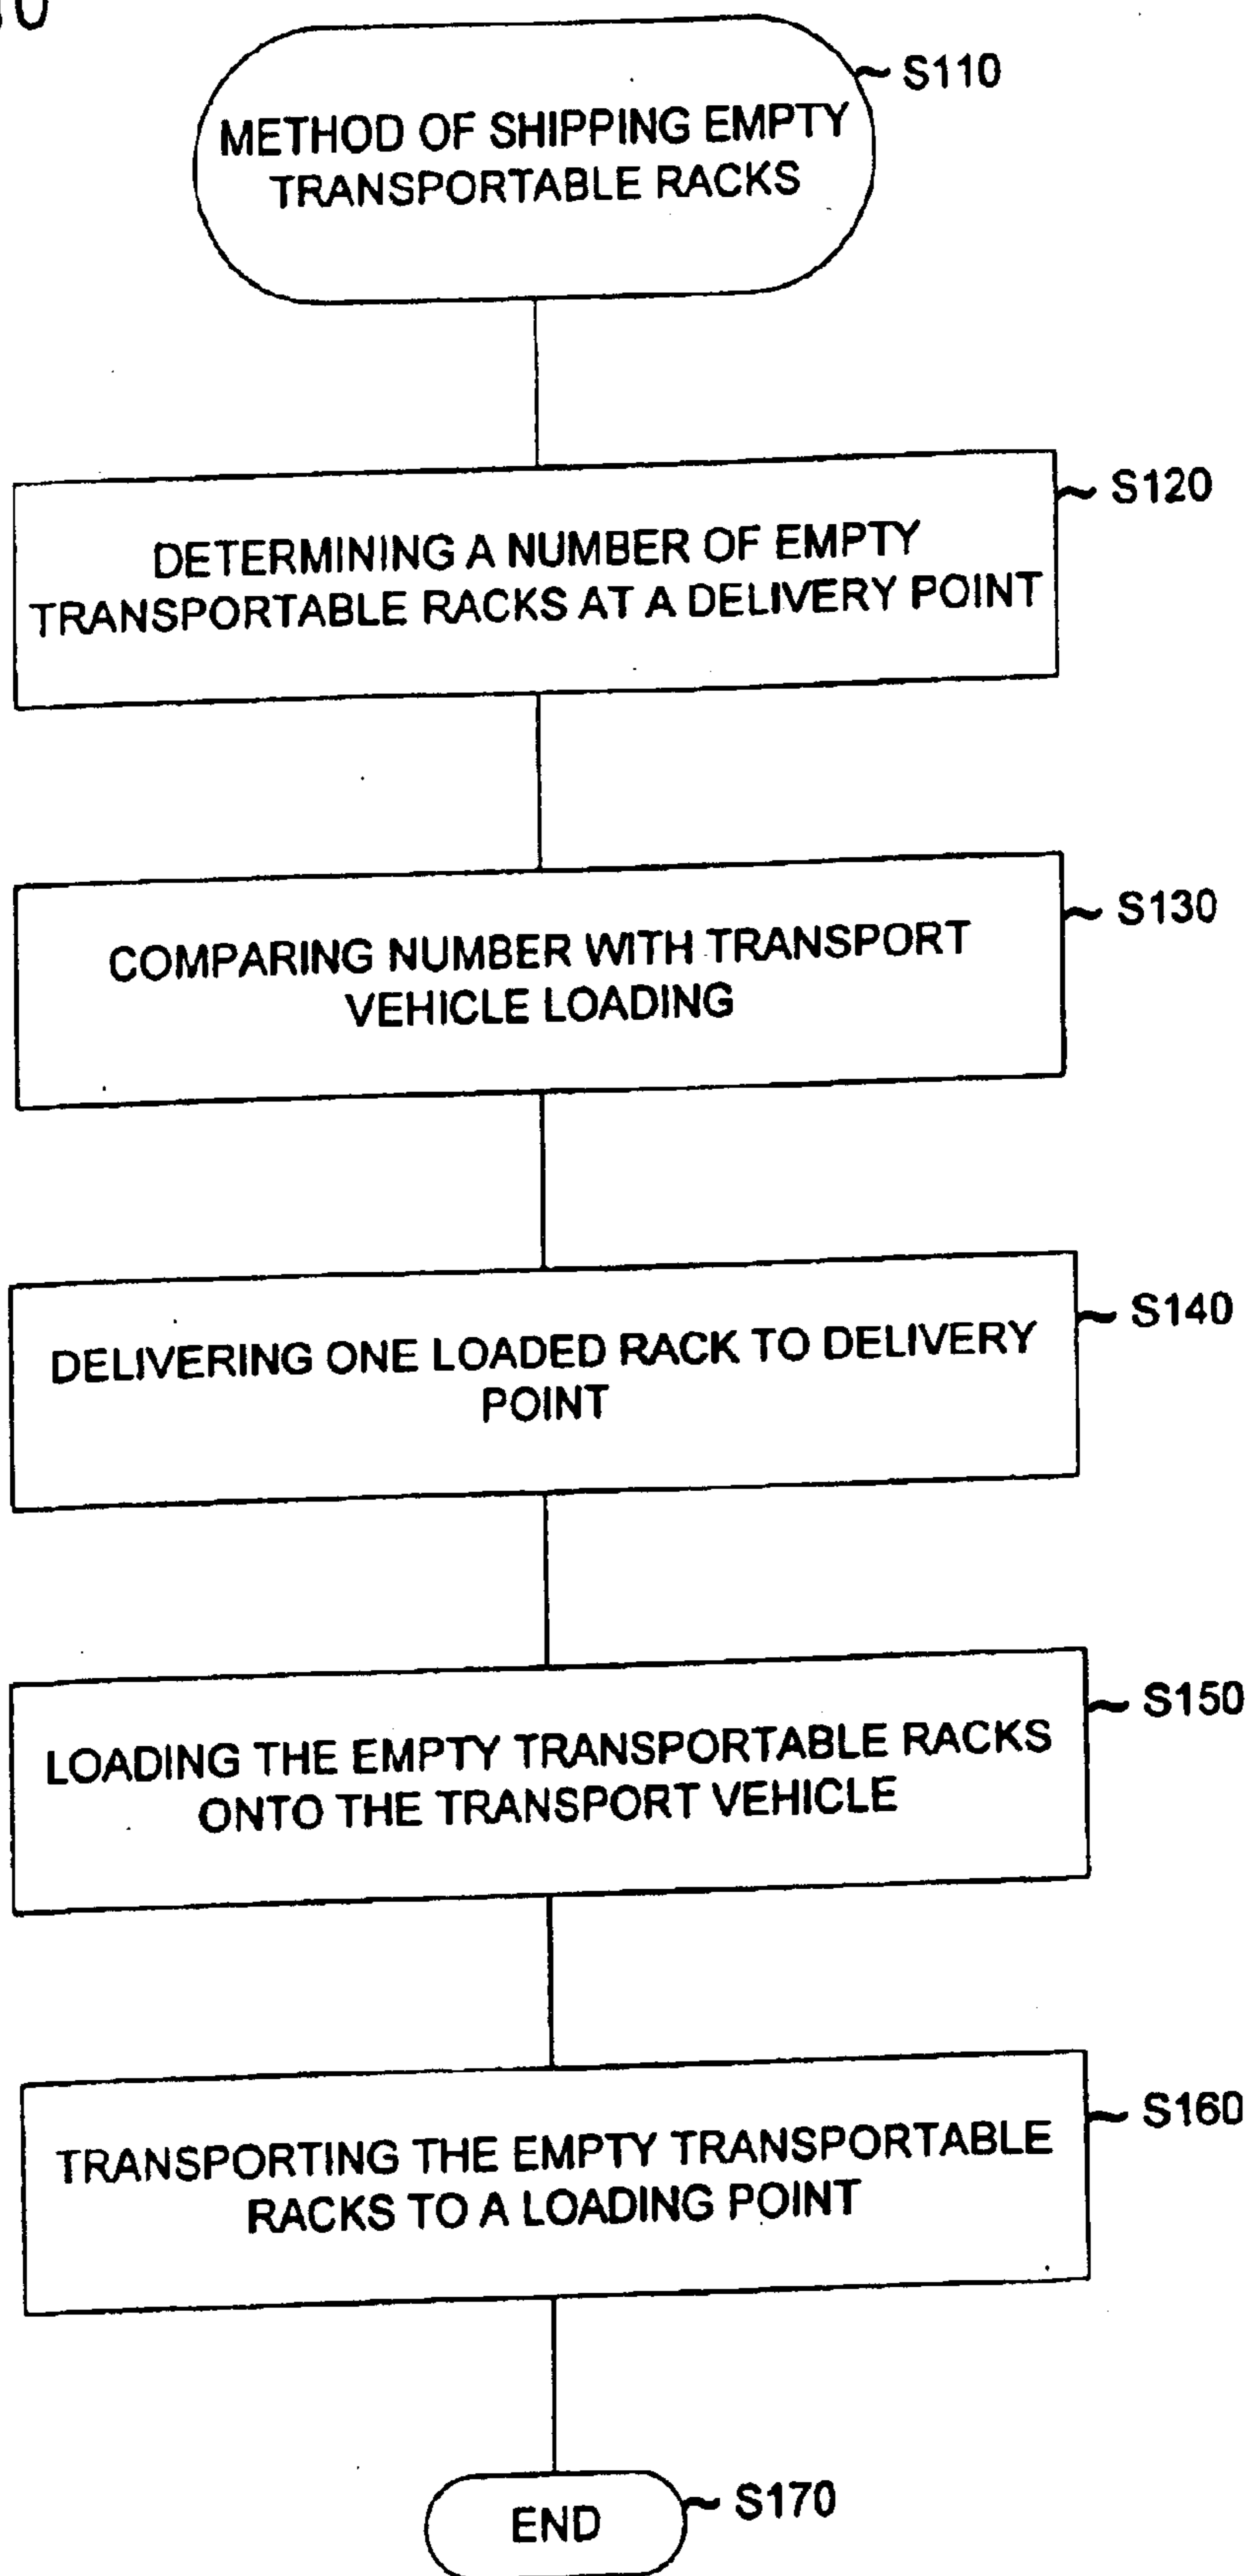 METHOD OF SHIPPING EMPTY
TRANSPORTABLE RACKS
S110
DETERMINING A NUMBER OF EMPTY
TRANSPORTABLE RACKS AT A DELIVERY POINT
S120
COMPARING NUMBER WITH TRANSPORT
VEHICLE LOADING
S130
DELIVERING ONE LOADED RACK TO DELIVERY
POINT
S140
LOADING THE EMPTY TRANSPORTABLE RACKS
ONTO THE TRANSPORT VEHICLE
S150
TRANSPORTING THE EMPTY TRANSPORTABLE
RACKS TO A LOADING POINT
S160
END
S170